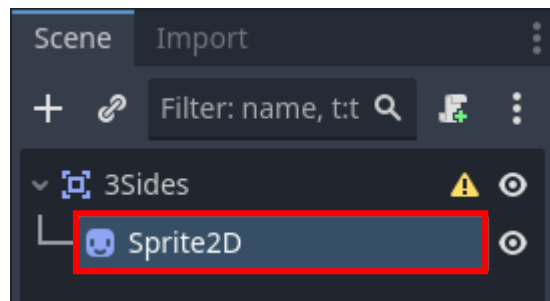 Scene Import
Filter: name, t:t
3Sides
Sprite2D